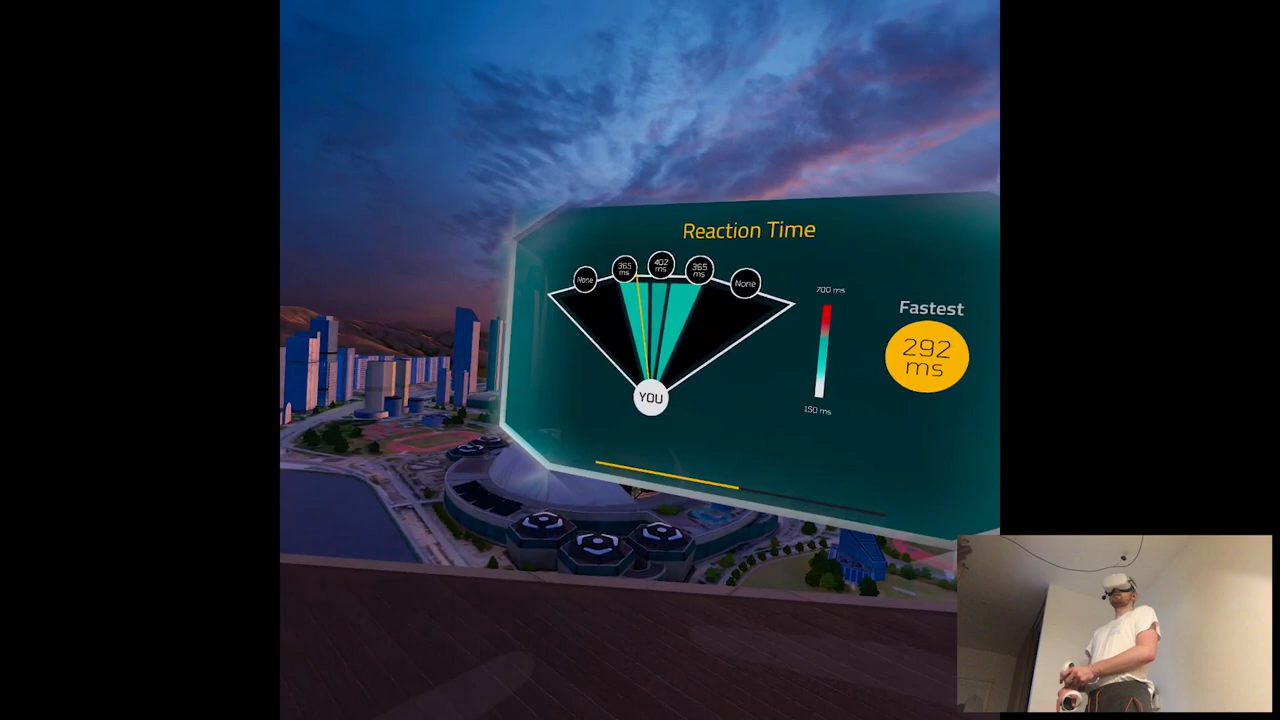 Reaction Time
None
365
ms
402
ms
365
ms
None
YOU
700 ms
150 ms
Fastest
292
ms